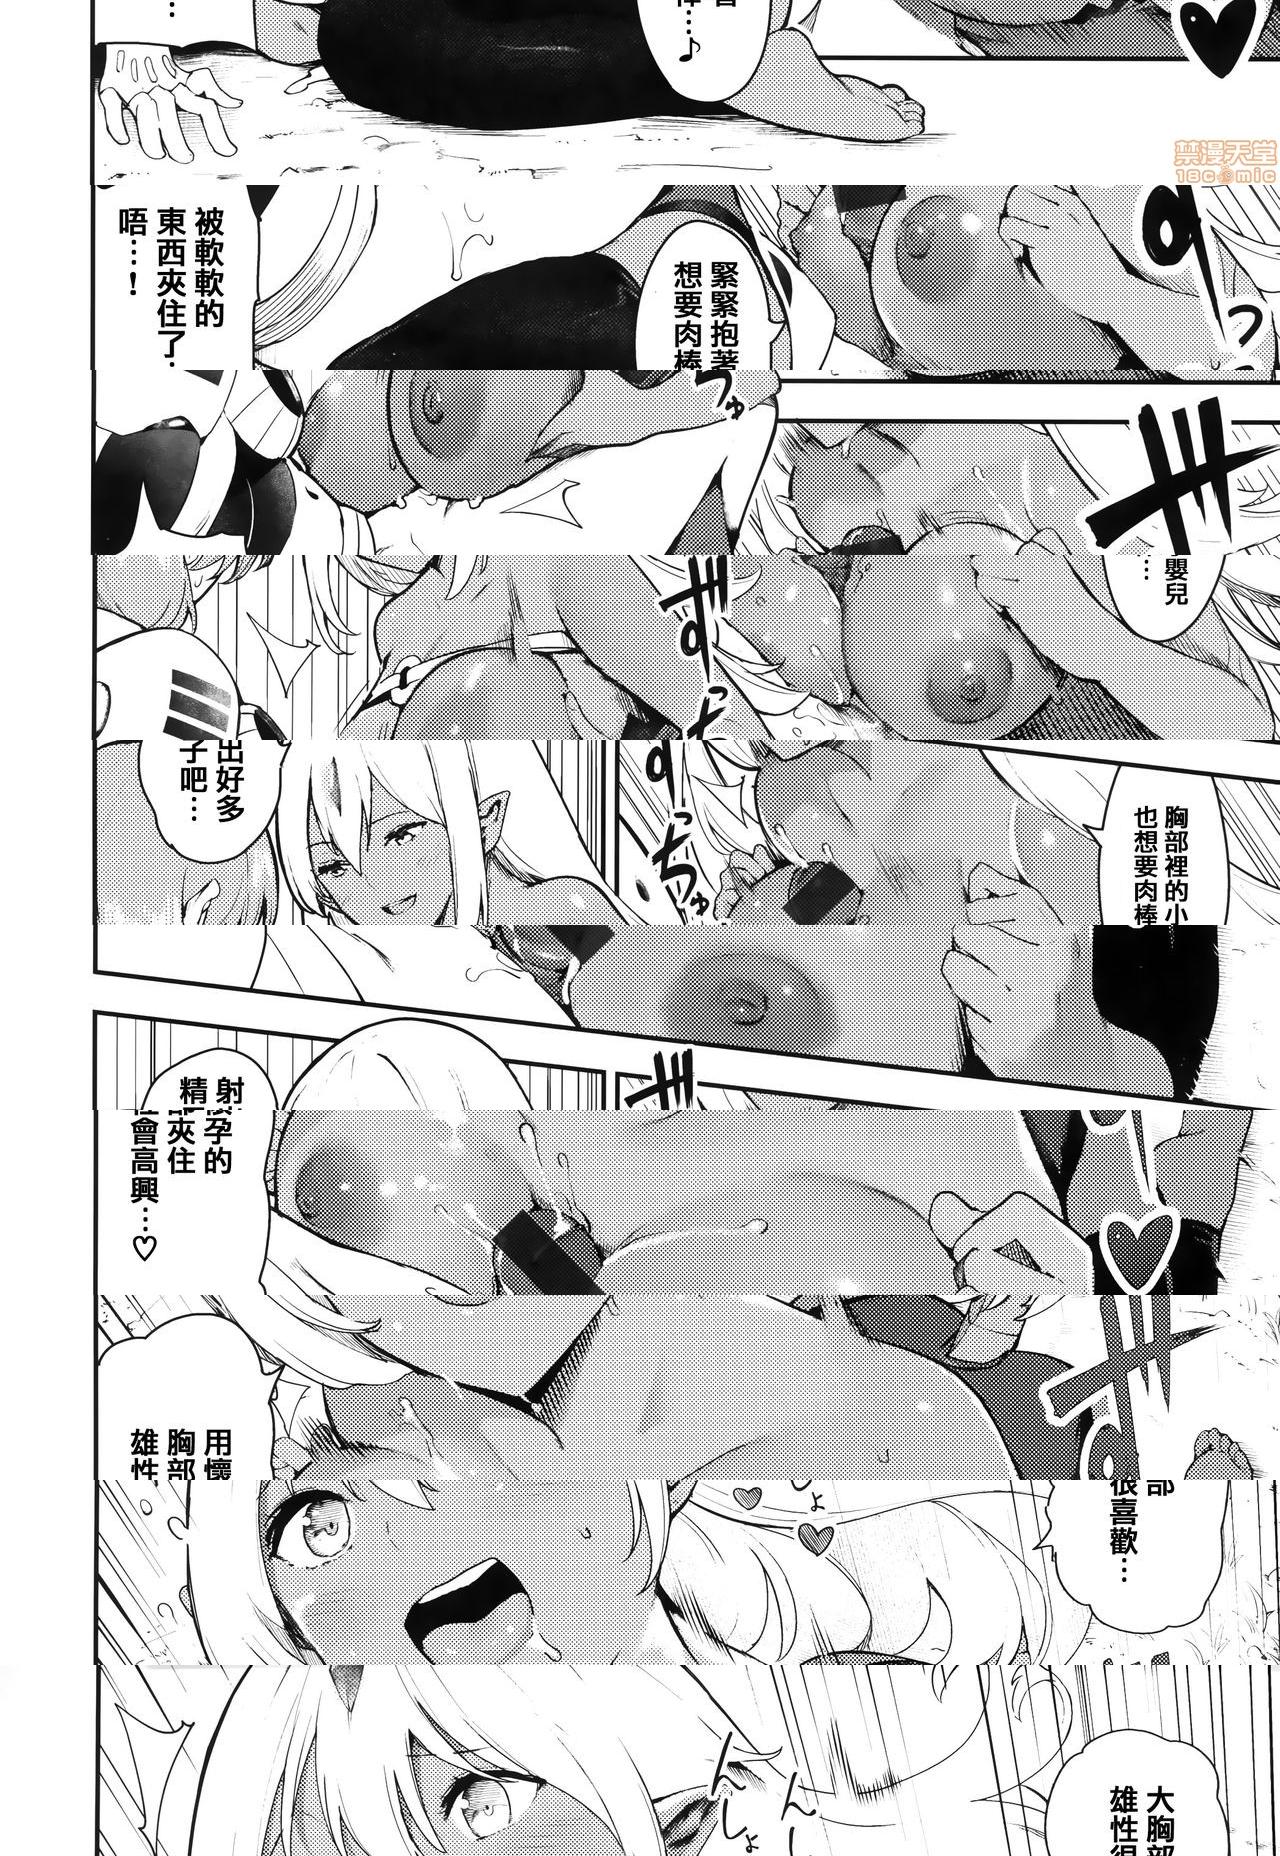 禁漫天堂
18comic
大胸部
雄性很喜歡…
用懷孕的
胸部夾住
雄性會高興…♡
射出好多
精子吧…
胸部裡的小嬰兒
也想要肉棒…
緊緊抱著
想要肉棒…♪
被軟軟的
東西夾住了…
唔…！